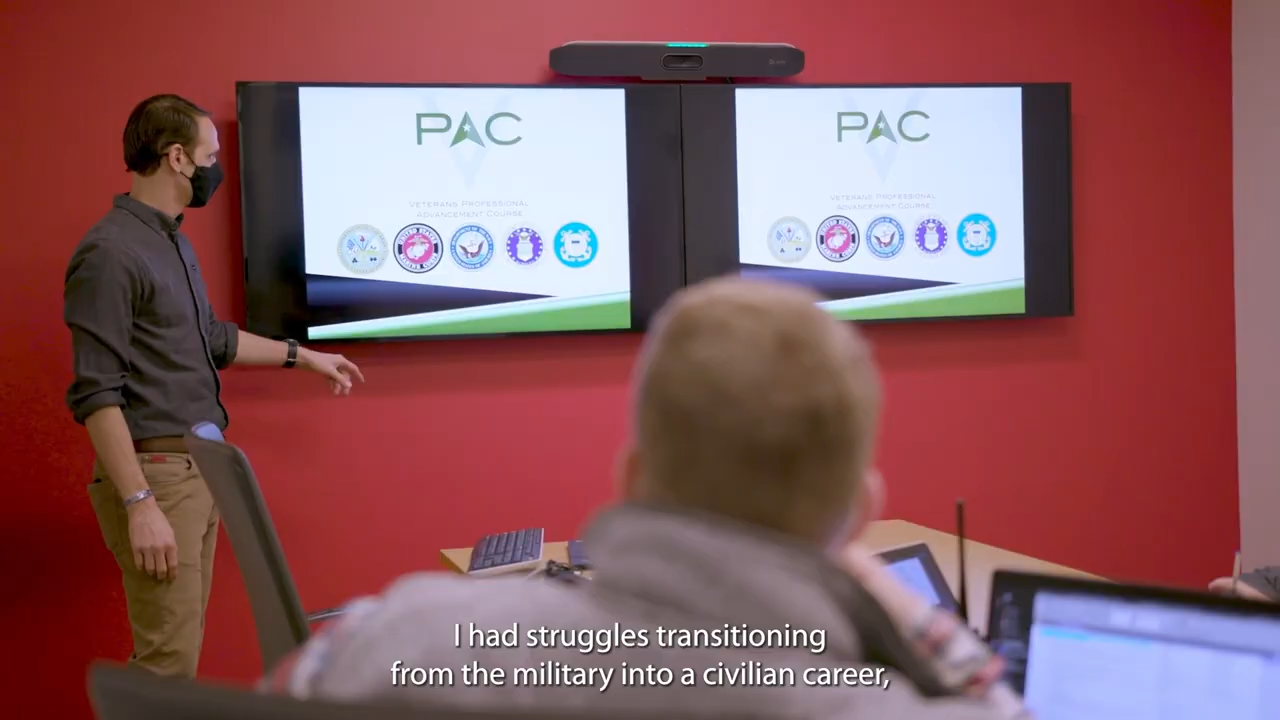 PAC
VETERANS PROFESSIONAL
ADVANCEMENT COURSE
PAC
VETERANS PROFESSIONAL
ADVANCEMENT COURSE
I had struggles transitioning
from the military into a civilian career,